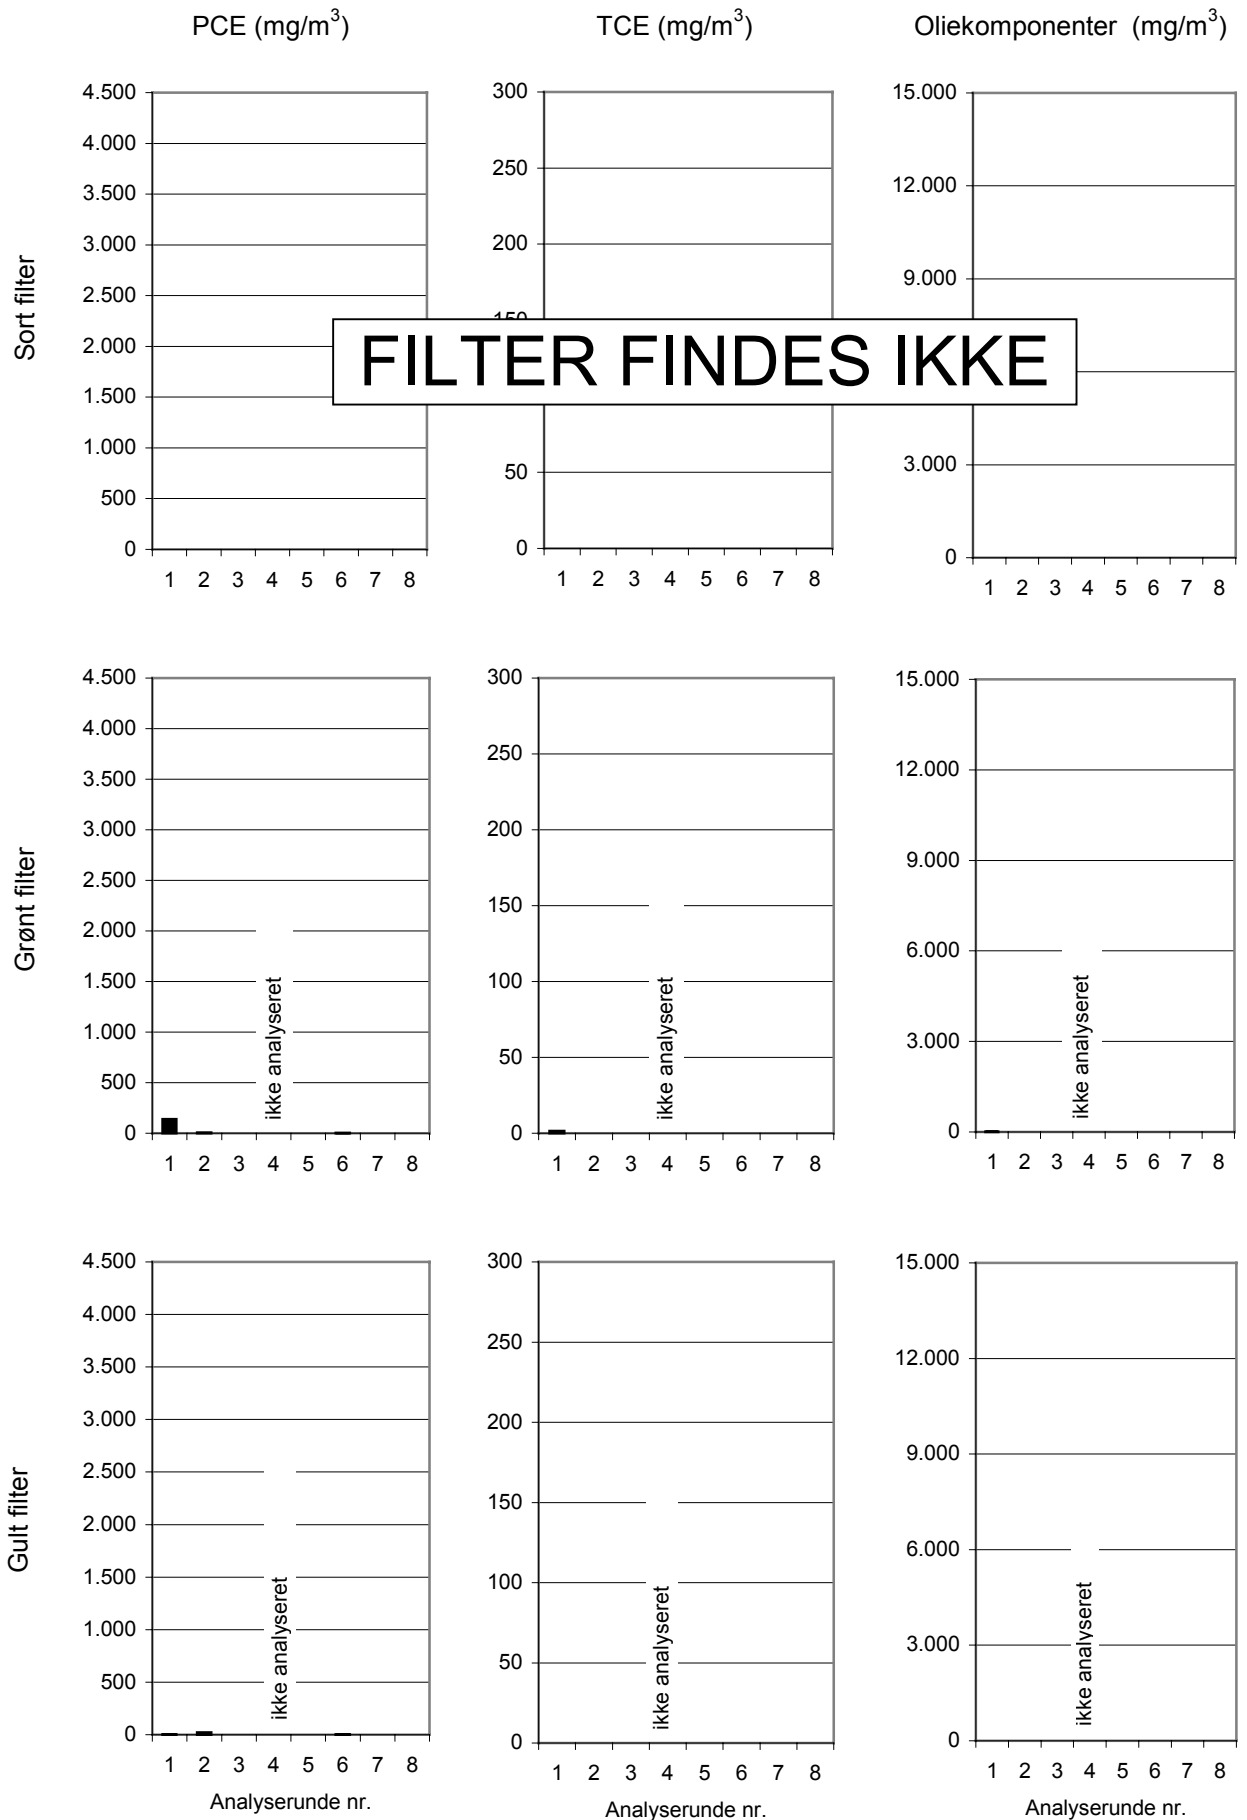 PCE (mg/m³)
TCE (mg/m³)
Oliekomponenter (mg/m³)
Sort filter
4.500
4.000
3.500
3.000
2.500
2.000
1.500
1.000
500
0
1 2 3 4 5 6 7 8
300
250
200
150
50
0
1 2 3 4 5 6 7 8
15.000
12.000
9.000
3.000
0
1 2 3 4 5 6 7 8
FILTER FINDES IKKE
Grønt filter
4.500
4.000
3.500
3.000
2.500
2.000
1.500
1.000
500
0
ikke analyseret
1 2 3 4 5 6 7 8
300
250
200
150
100
50
0
ikke analyseret
1 2 3 4 5 6 7 8
15.000
12.000
9.000
6.000
3.000
0
ikke analyseret
1 2 3 4 5 6 7 8
Gult filter
4.500
4.000
3.500
3.000
2.500
2.000
1.500
1.000
500
0
ikke analyseret
1 2 3 4 5 6 7 8
Analyserunde nr.
300
250
200
150
100
50
0
ikke analyseret
1 2 3 4 5 6 7 8
Analyserunde nr.
15.000
12.000
9.000
6.000
3.000
0
ikke analyseret
1 2 3 4 5 6 7 8
Analyserunde nr.